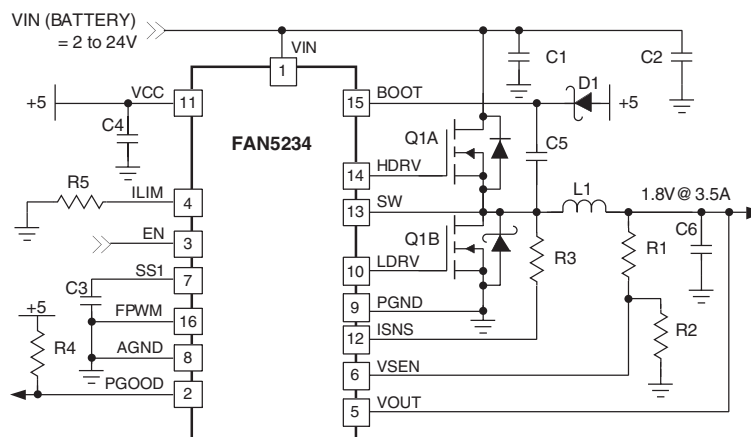 VIN (BATTERY)
= 2 to 24V
VIN
1
C1
C2
VCC
+5
11
C4
FAN5234
15
BOOT
D1
+5
Q1A
C5
14
HDRV
R5
ILIM
4
13
SW
L1
1.8V@ 3.5A
EN
3
Q1B
C6
R1
SS1
7
10
LDRV
R3
C3
9
PGND
FPWM
16
+5
12
ISNS
R2
R4
AGND
8
6
VSEN
PGOOD
2
5
VOUT